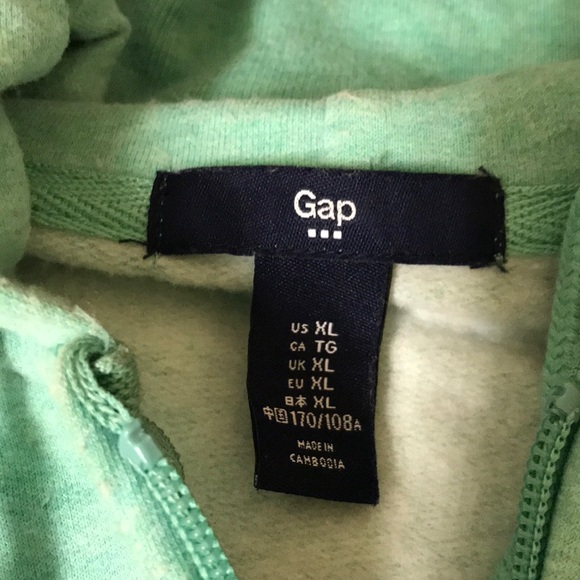 Gap
US XL
CA TG
UK XL
EU XL
日本 XL
中国 170/108A
MADE IN
CAMBODIA